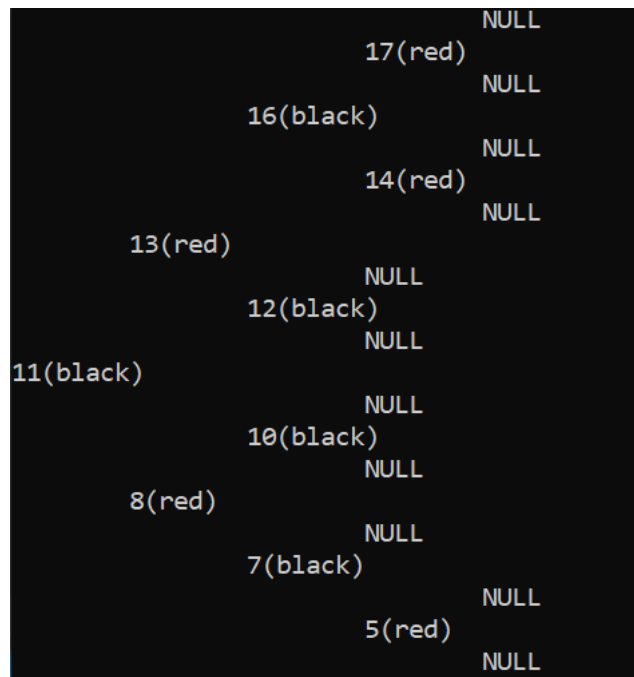 NULL
17(red)
NULL
16(black)
NULL
14(red)
NULL
13(red)
NULL
12(black)
NULL
11(black)
NULL
10(black)
NULL
8(red)
NULL
7(black)
NULL
5(red)
NULL